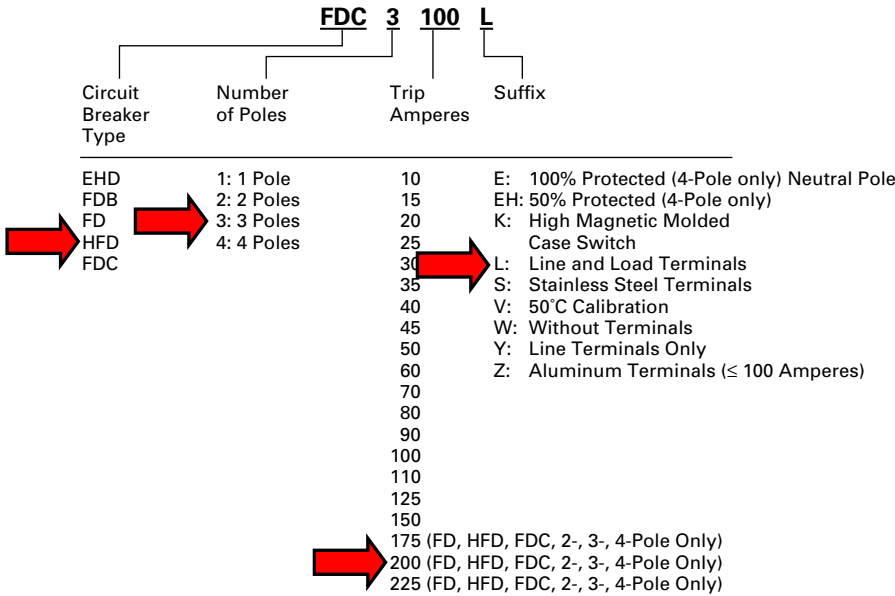 FDC 3 100 L
Circuit Breaker Type
Number of Poles
Trip Amperes
Suffix
EHD 1: 1 Pole 10 E: 100% Protected (4-Pole only) Neutral Pole
FDB 2: 2 Poles 15 EH: 50% Protected (4-Pole only)
FD 3: 3 Poles 20 K: High Magnetic Molded
HFD 4: 4 Poles 25 Case Switch
FDC 30 L: Line and Load Terminals
35 S: Stainless Steel Terminals
40 V: 50°C Calibration
45 W: Without Terminals
50 Y: Line Terminals Only
60 Z: Aluminum Terminals (≤ 100 Amperes)
70
80
90
100
110
125
150
175 (FD, HFD, FDC, 2-, 3-, 4-Pole Only)
200 (FD, HFD, FDC, 2-, 3-, 4-Pole Only)
225 (FD, HFD, FDC, 2-, 3-, 4-Pole Only)